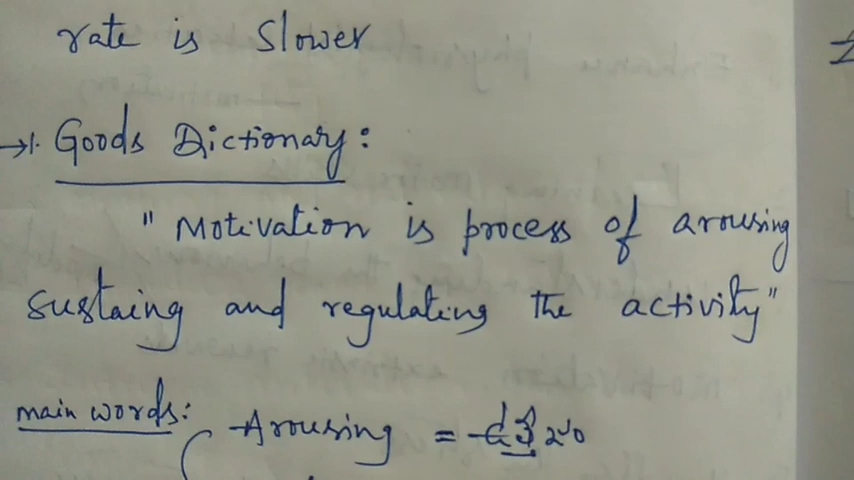 rate is slower
→1. Goods Dictionary:
" Motivation is process of arousing
sustaing and regulating the activity"
main words: Arousing =